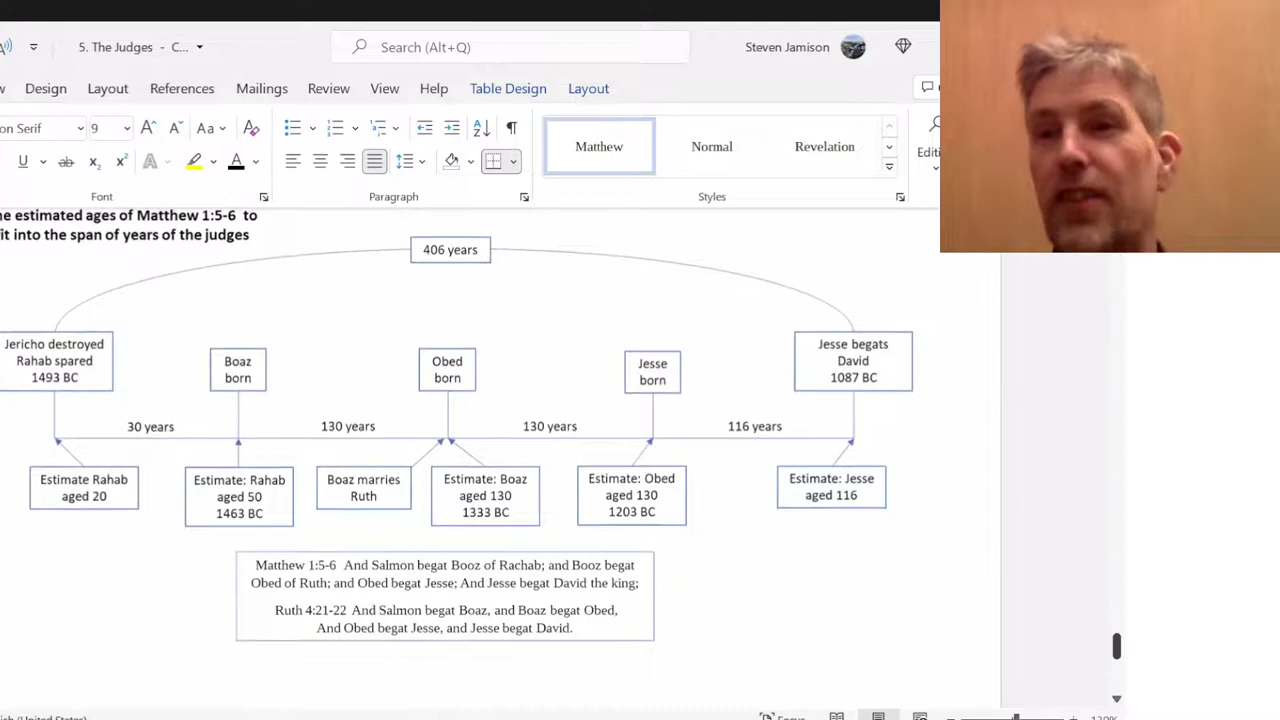 5. The Judges - C...
Search (Alt+Q)
Steven Jamison
Design Layout References Mailings Review View Help Table Design Layout
9 Aa
Matthew Normal Revelation
Font Paragraph Styles
estimated ages of Matthew 1:5-6 to
into the span of years of the judges
406 years
Jericho destroyed
Rahab spared
1493 BC
Boaz
born
Obed
born
Jesse
born
Jesse begats
David
1087 BC
30 years
130 years
130 years
116 years
Estimate Rahab
aged 20
Estimate: Rahab
aged 50
1463 BC
Boaz marries
Ruth
Estimate: Boaz
aged 130
1333 BC
Estimate: Obed
aged 130
1203 BC
Estimate: Jesse
aged 116
Matthew 1:5-6 And Salmon begat Booz of Rachab; and Booz begat
Obed of Ruth; and Obed begat Jesse; And Jesse begat David the king;
Ruth 4:21-22 And Salmon begat Boaz, and Boaz begat Obed,
And Obed begat Jesse, and Jesse begat David.